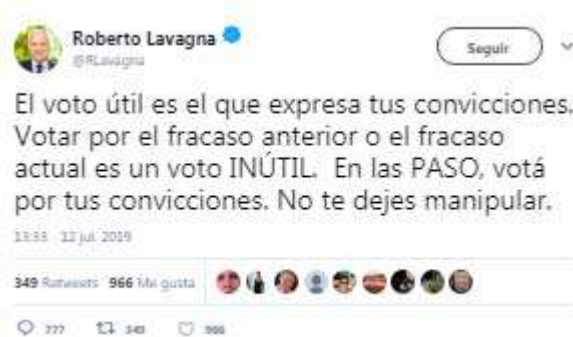 Roberto Lavagna
@RLavagna
Seguir
El voto útil es el que expresa tus convicciones.
Votar por el fracaso anterior o el fracaso
actual es un voto INÚTIL. En las PASO, votá
por tus convicciones. No te dejes manipular.
13:33 12 jul. 2019
349 Retweets 966 Me gusta
777 349 966